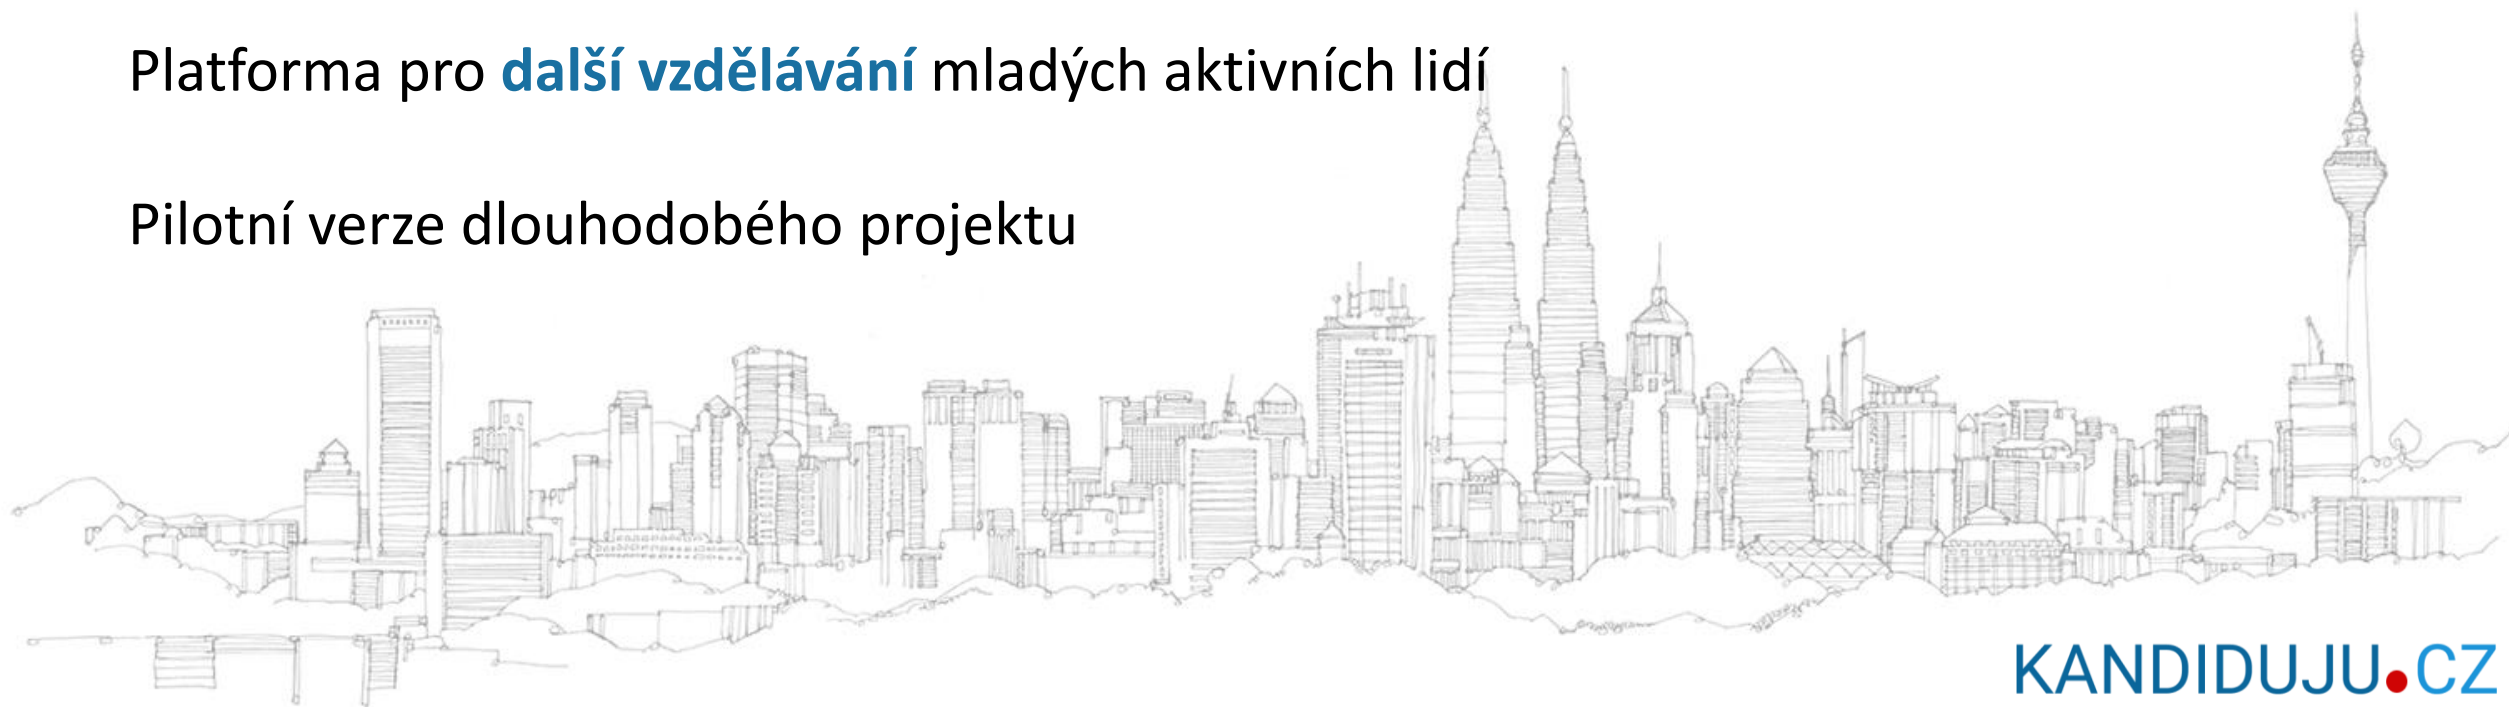 Platforma pro další vzdělávání mladých aktivních lidí
Pilotní verze dlouhodobého projektu
KANDIDUJU.CZ